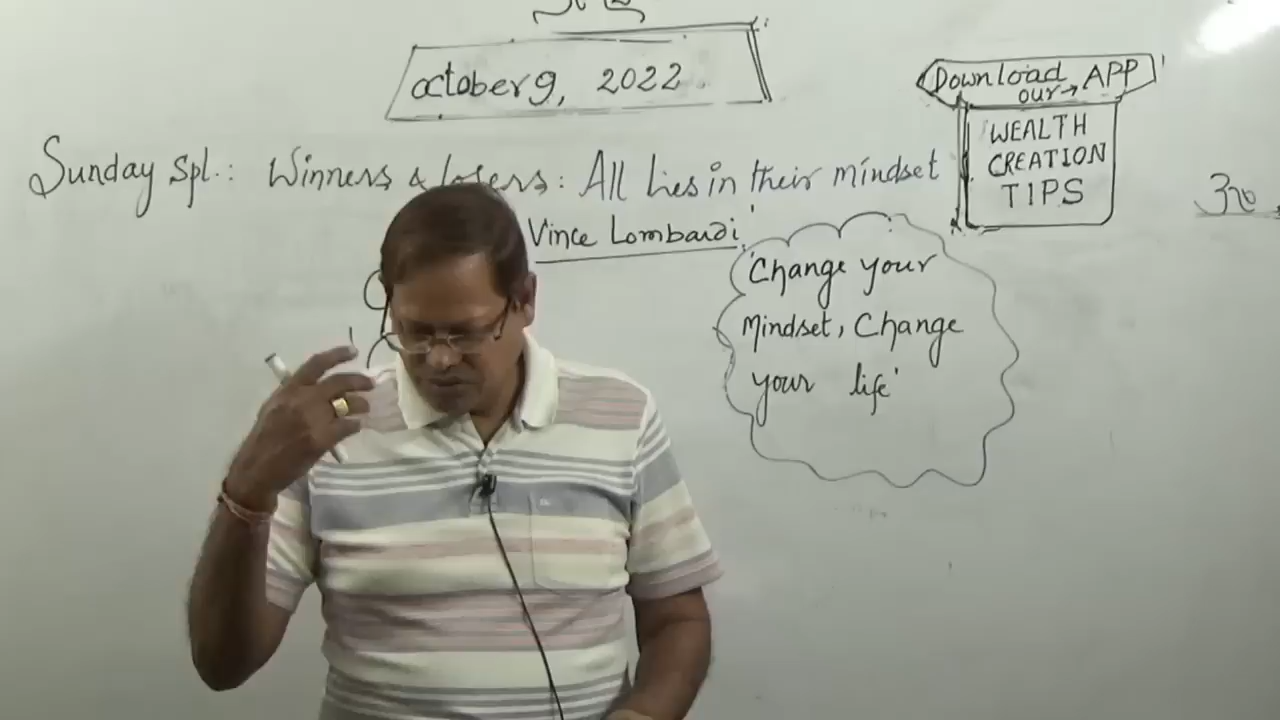 October 9, 2022
Download
our → APP
WEALTH
CREATION
TIPS
Sunday Spl.: Winners & losers: All lies in their mindset
Vince Lombardi'
'Change your
Mindset, Change
your life'